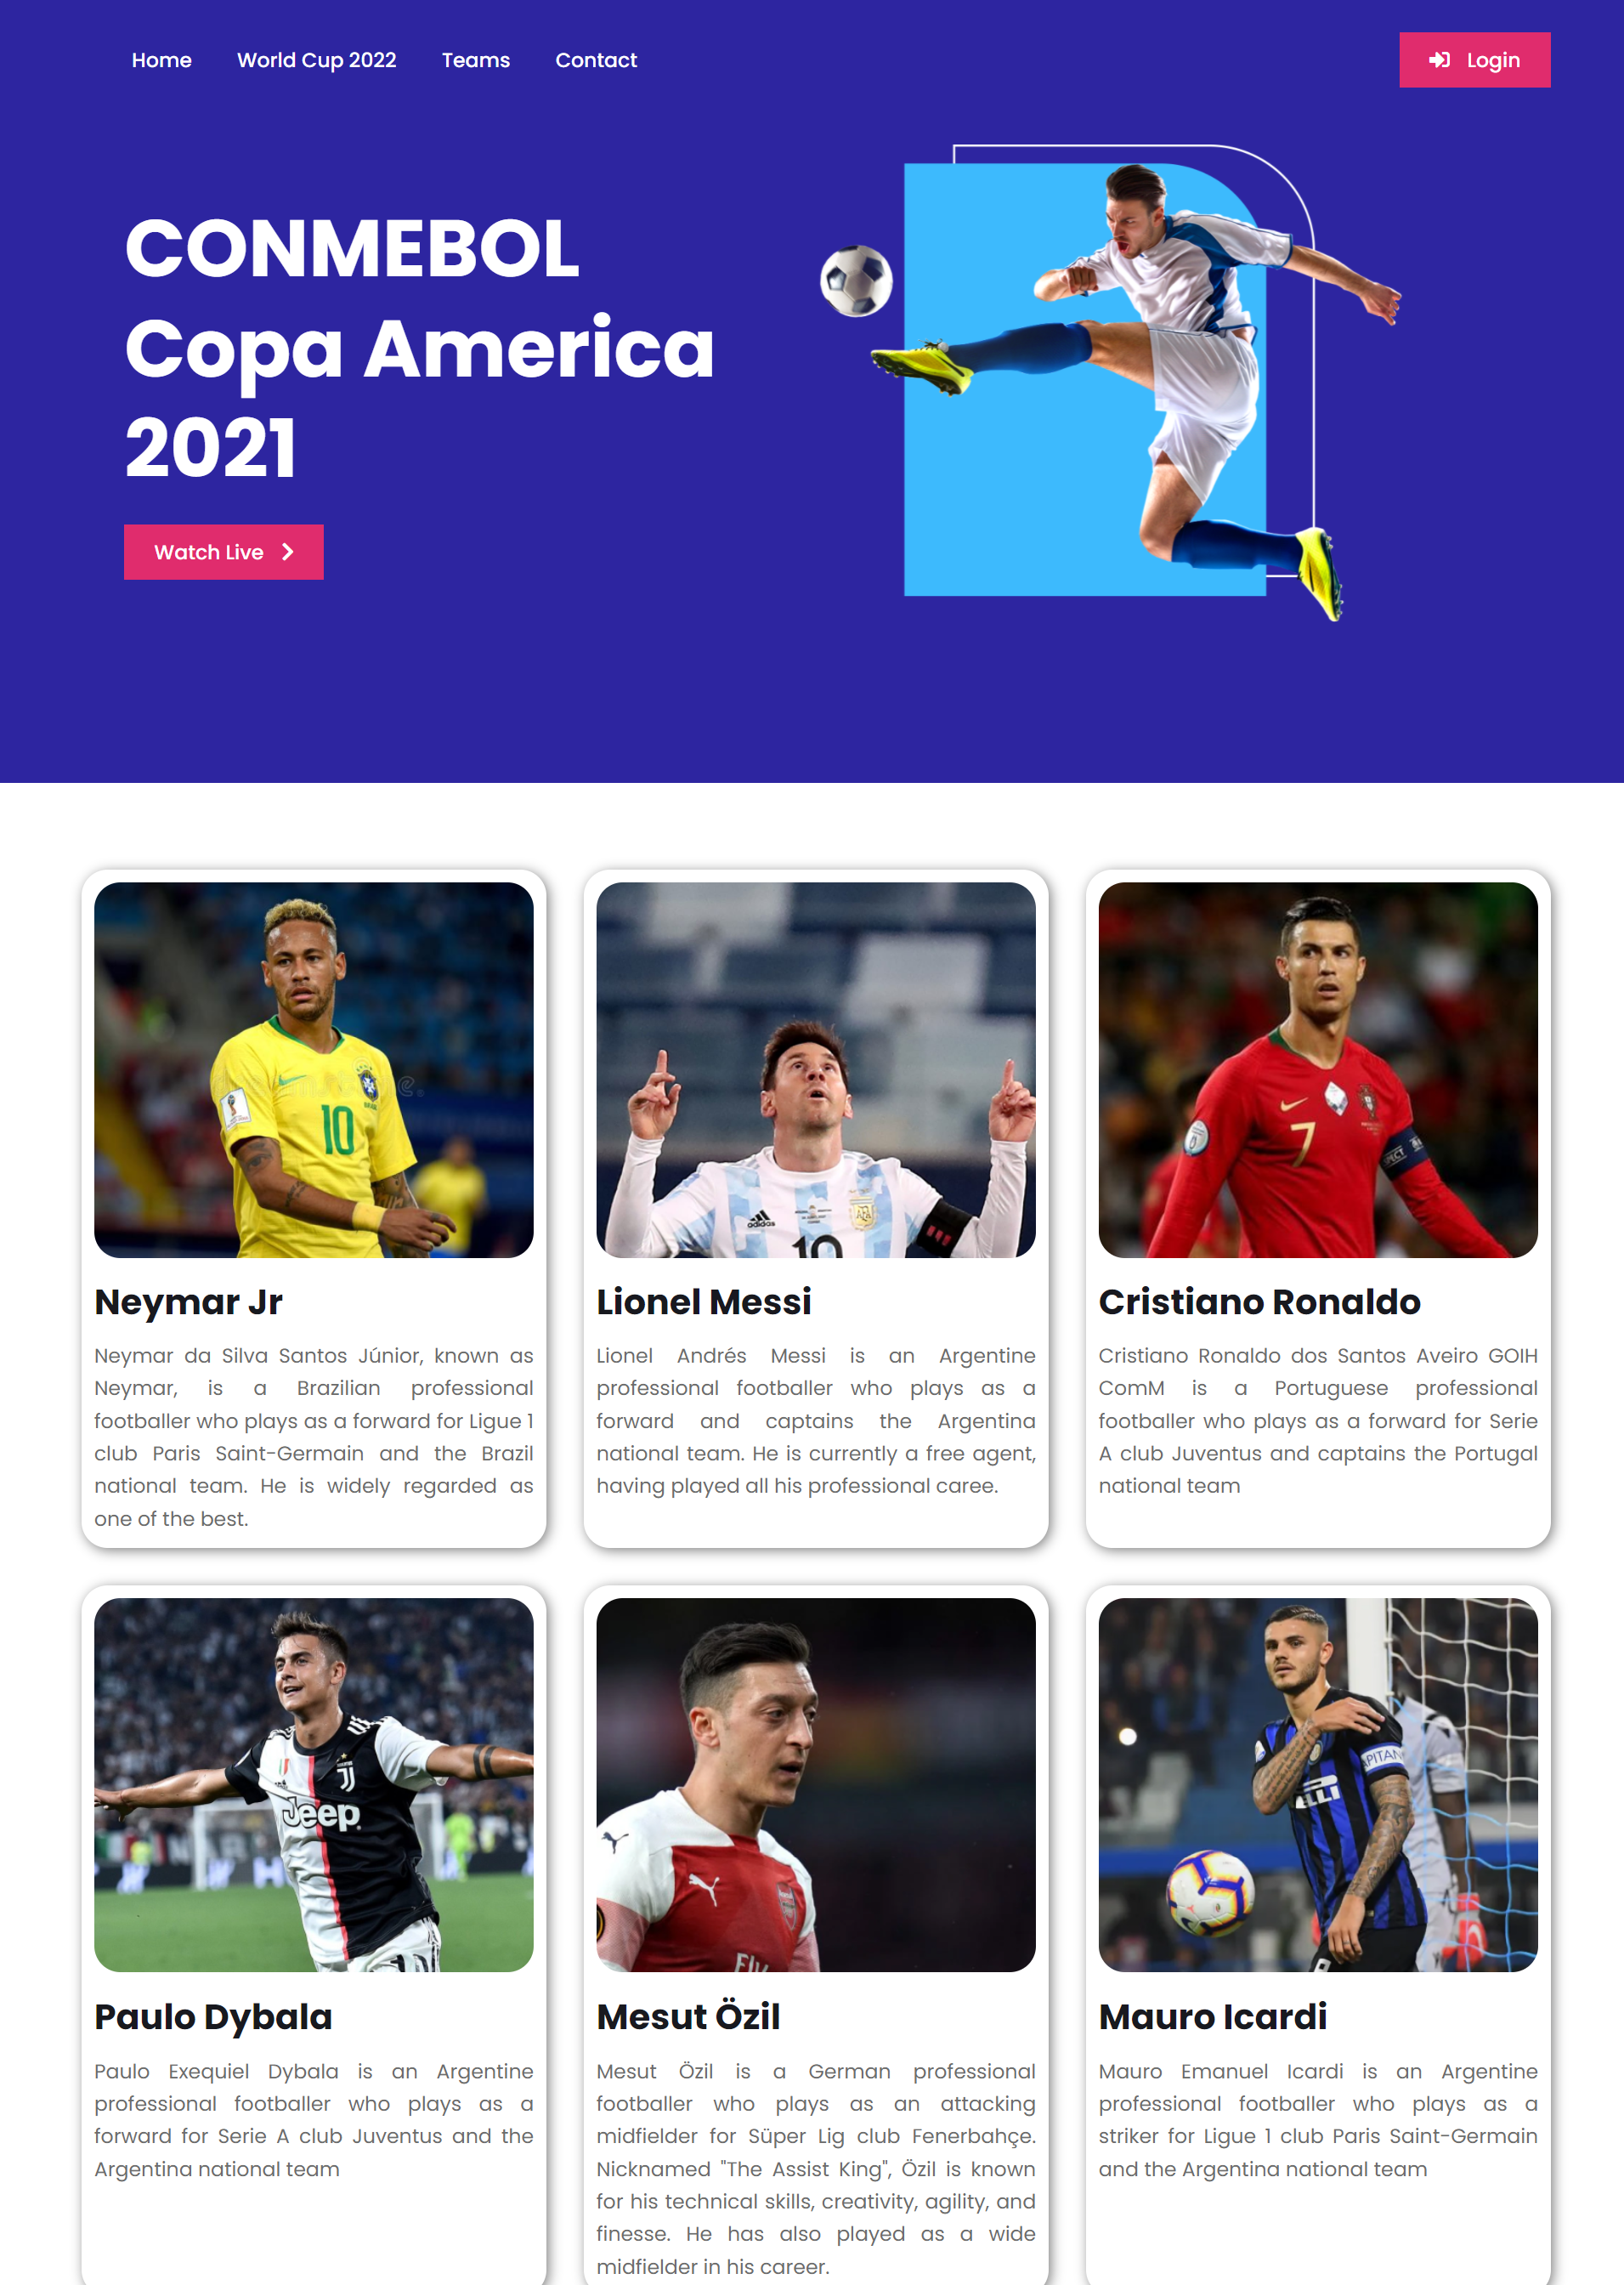 Home World Cup 2022 Teams Contact Login
CONMEBOL
Copa America
2021
Watch Live
10
adidas
AFA
10
7
RESPECT
Neymar Jr
Neymar da Silva Santos Júnior, known as
Neymar, is a Brazilian professional
footballer who plays as a forward for Ligue 1
club Paris Saint-Germain and the Brazil
national team. He is widely regarded as
one of the best.
Lionel Messi
Lionel Andrés Messi is an Argentine
professional footballer who plays as a
forward and captains the Argentina
national team. He is currently a free agent,
having played all his professional caree.
Cristiano Ronaldo
Cristiano Ronaldo dos Santos Aveiro GOIH
ComM is a Portuguese professional
footballer who plays as a forward for Serie
A club Juventus and captains the Portugal
national team
Jeep
PITAN
ELLI
Paulo Dybala
Paulo Exequiel Dybala is an Argentine
professional footballer who plays as a
forward for Serie A club Juventus and the
Argentina national team
Mesut Özil
Mesut Özil is a German professional
footballer who plays as an attacking
midfielder for Süper Lig club Fenerbahçe.
Nicknamed "The Assist King", Özil is known
for his technical skills, creativity, agility, and
finesse. He has also played as a wide
midfielder in his career.
Mauro Icardi
Mauro Emanuel Icardi is an Argentine
professional footballer who plays as a
striker for Ligue 1 club Paris Saint-Germain
and the Argentina national team